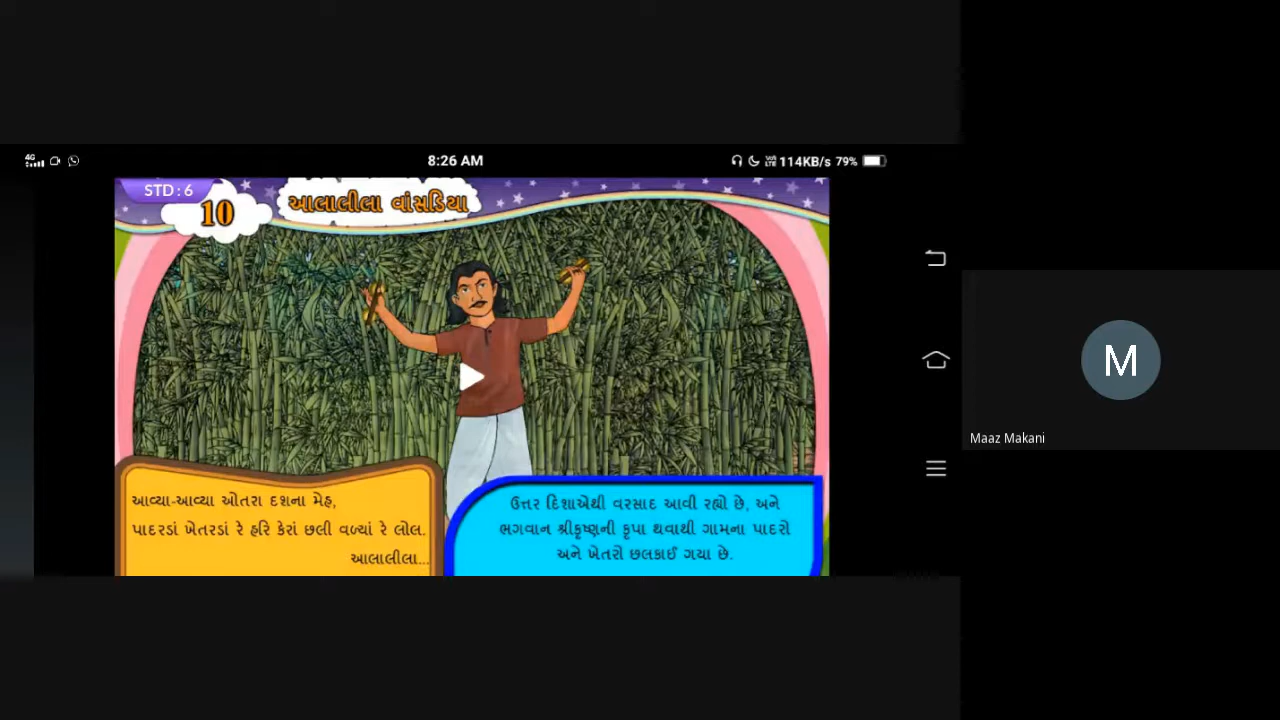 4G 8:26 AM 114KB/s 79%
STD : 6
10
આલાલીલા વાંસડિયા
આવ્યા-આવ્યા ઓતરા દશના મેહ,
પાદરડાં ખેતરડાં રે હરિ કેરાં છલી વળ્યાં રે લોલ.
આલાલીલા...
ઉત્તર દિશાએથી વરસાદ આવી રહ્યો છે, અને
ભગવાન શ્રીકૃષ્ણની કૃપા થવાથી ગામના પાદરો
અને ખેતરો છલકાઈ ગયા છે.
M
Maaz Makani